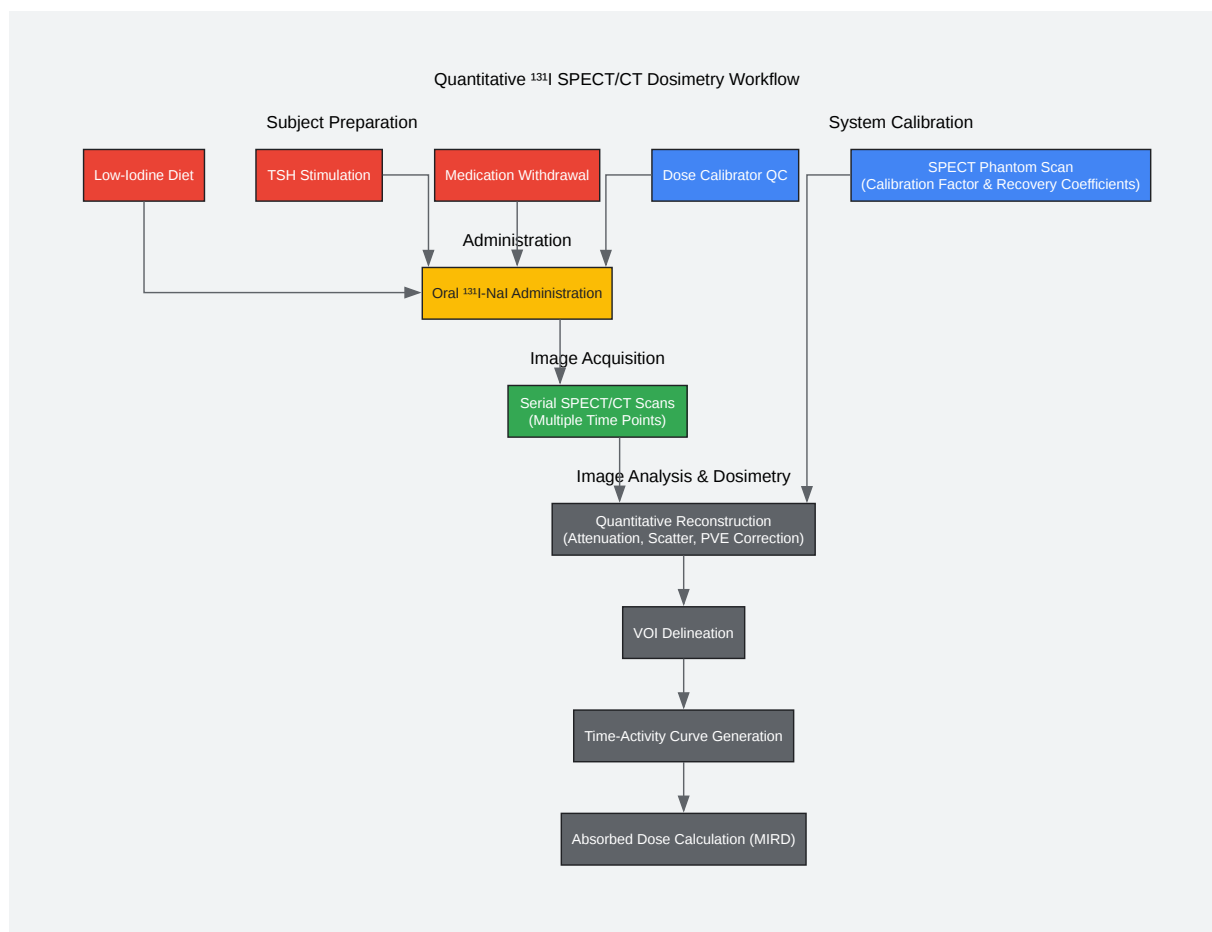 Quantitative ¹³¹I SPECT/CT Dosimetry Workflow
Subject Preparation
System Calibration
Low-Iodine Diet
TSH Stimulation
Medication Withdrawal
Dose Calibrator QC
SPECT Phantom Scan
(Calibration Factor & Recovery Coefficients)
Administration
Oral ¹³¹I-NaI Administration
Image Acquisition
Serial SPECT/CT Scans
(Multiple Time Points)
Image Analysis & Dosimetry
Quantitative Reconstruction
(Attenuation, Scatter, PVE Correction)
VOI Delineation
Time-Activity Curve Generation
Absorbed Dose Calculation (MIRD)